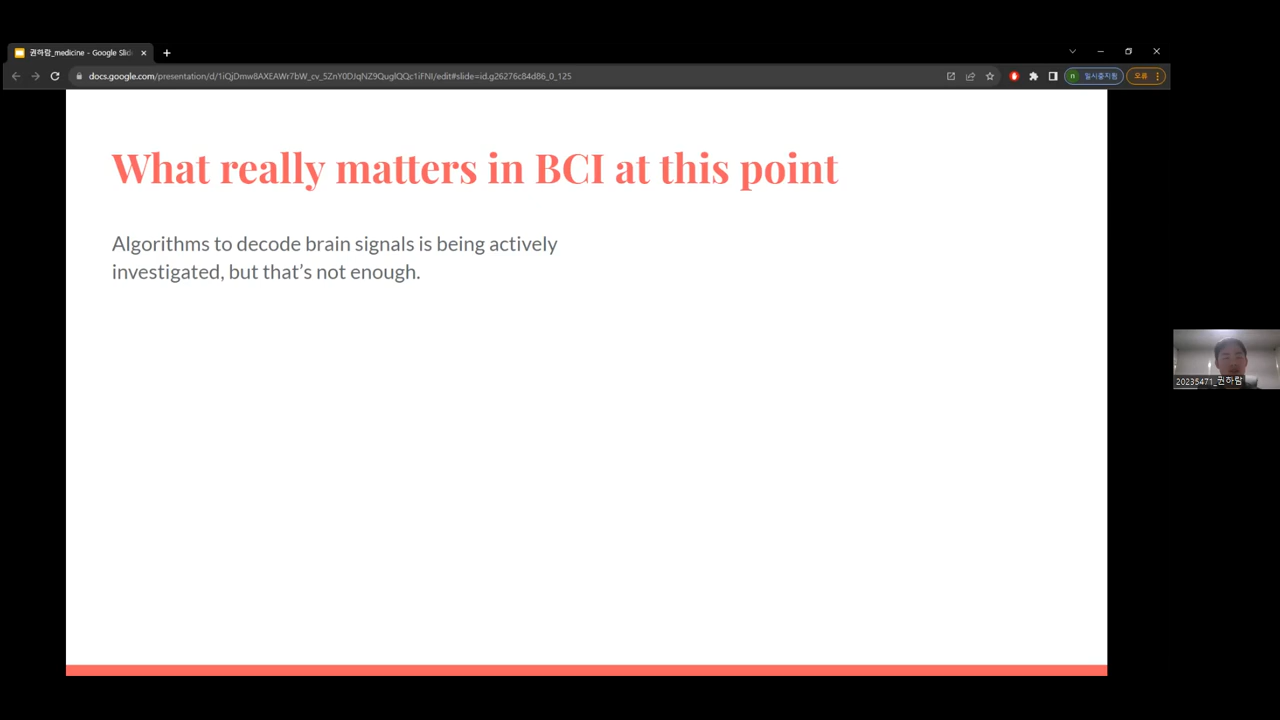 권하람_medicine - Google Slid
docs.google.com/presentation/d/1iQjDmw8AXEAWr7bW_cv_5ZnY0DJqNZ9QuglQQc1iFNI/edit#slide=id.g26276c84d86_0_125
n 일시중지됨
오류
What really matters in BCI at this point
Algorithms to decode brain signals is being actively
investigated, but that's not enough.
20235471_권하람